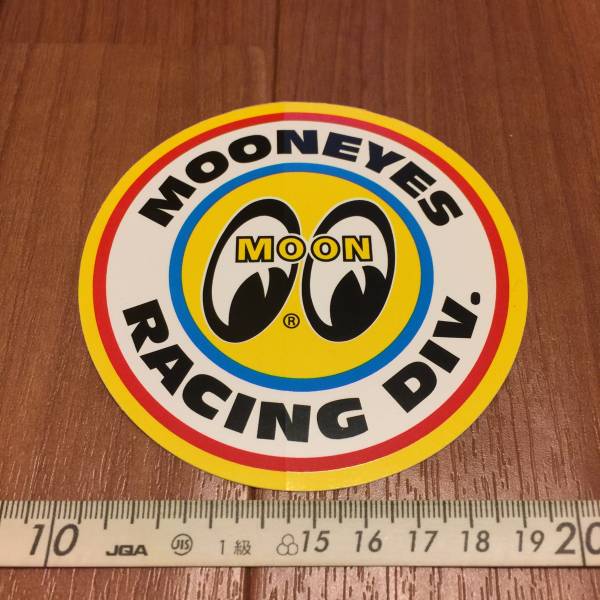 MOONEYES
MOON
®
RACING DIV.
10 JQA JIS 1級 15 16 17 18 19 20